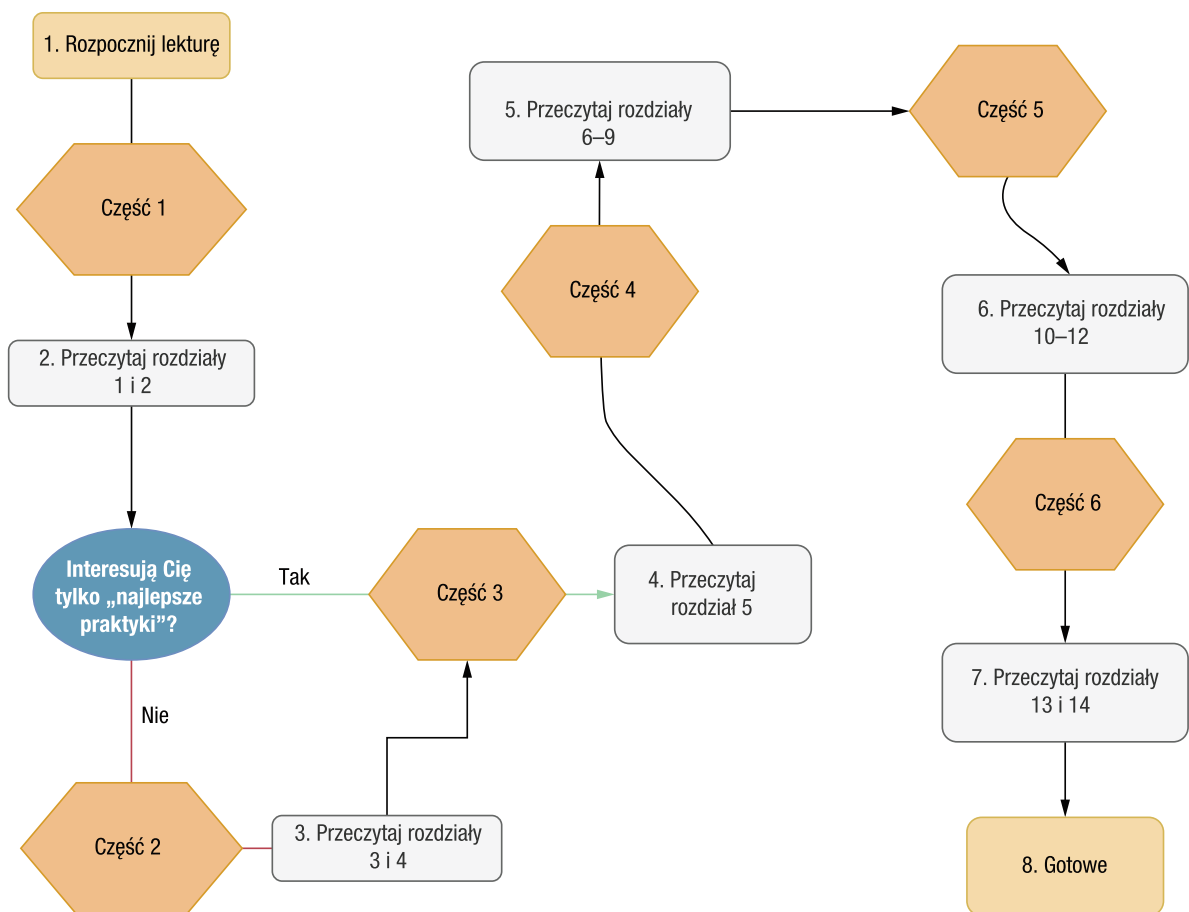 1. Rozpocznij lekturę
Część 1
2. Przeczytaj rozdziały
1 i 2
Interesują Cię
tylko „najlepsze
praktyki”?
Tak
Nie
Część 2
3. Przeczytaj rozdziały
3 i 4
Część 3
4. Przeczytaj
rozdział 5
Część 4
5. Przeczytaj rozdziały
6–9
Część 5
6. Przeczytaj rozdziały
10–12
Część 6
7. Przeczytaj rozdziały
13 i 14
8. Gotowe